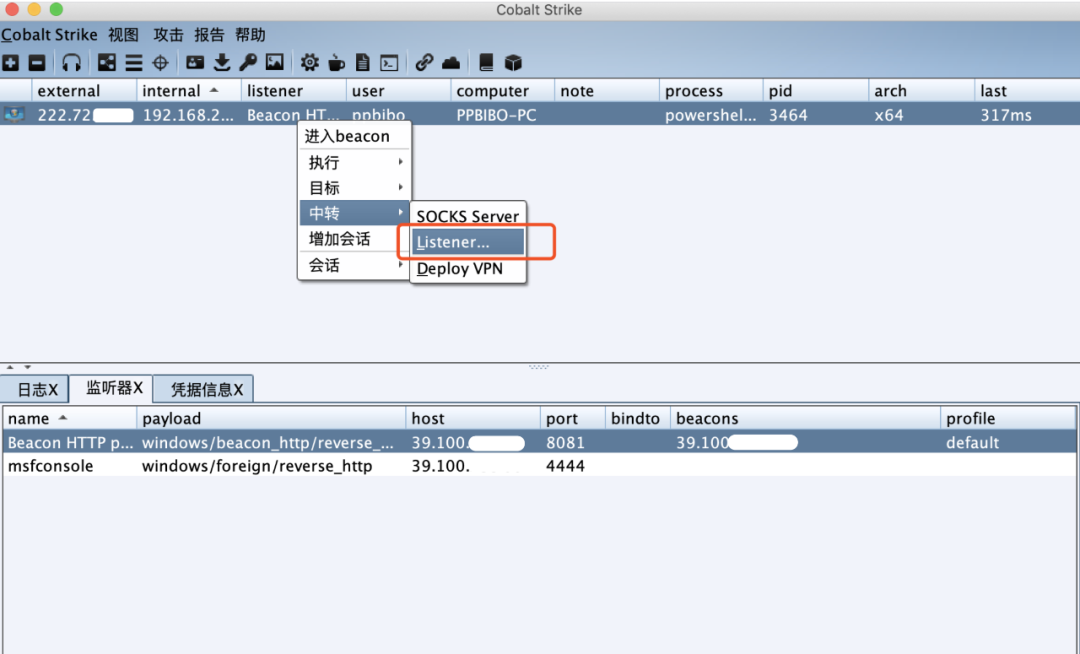 Cobalt Strike
Cobalt Strike 视图 攻击 报告 帮助
external internal listener user computer note process pid arch last
222.72 192.168.2... Beacon HT... ppbibo PPBIBO-PC powershel... 3464 x64 317ms
进入beacon
执行
目标
中转
增加会话
会话
SOCKS Server
Listener...
Deploy VPN
日志X 监听器X 凭据信息X
name payload host port bindto beacons profile
Beacon HTTP p... windows/beacon_http/reverse_... 39.100. 8081 39.100 default
msfconsole windows/foreign/reverse_http 39.100. 4444